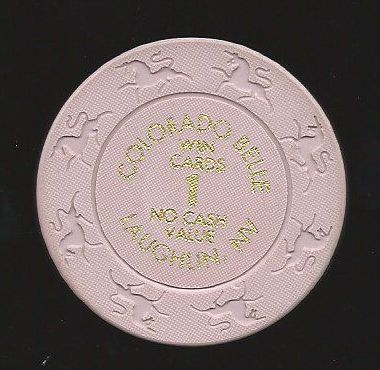 COLORADO BELLE
WIN
CARDS
1
NO CASH
VALUE
LAUGHLIN, NV